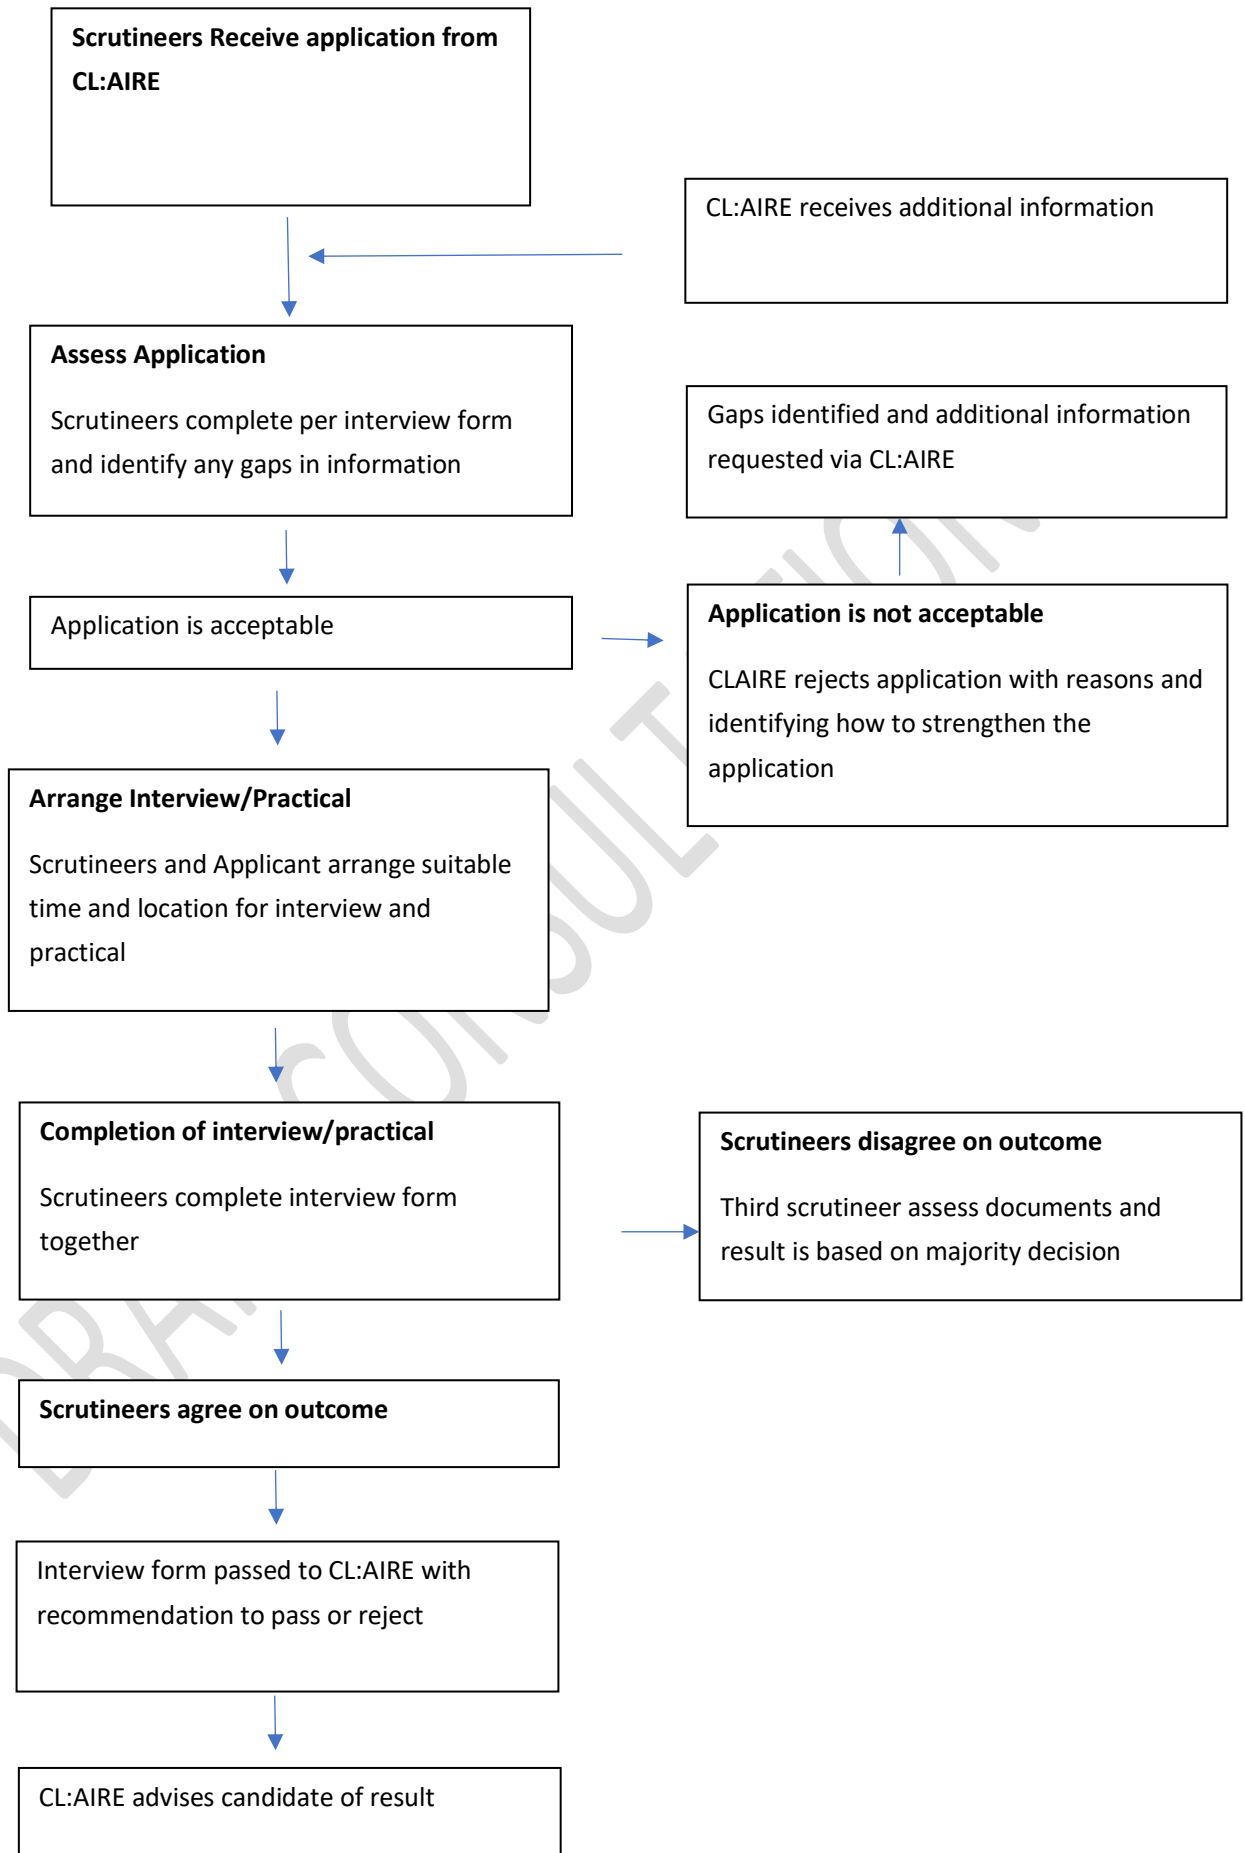 Scrutineers Receive application from
CL:AIRE
CL:AIRE receives additional information
Assess Application
Scrutineers complete per interview form
and identify any gaps in information
Gaps identified and additional information
requested via CL:AIRE
Application is acceptable
Application is not acceptable
CLAIRE rejects application with reasons and
identifying how to strengthen the
application
Arrange Interview/Practical
Scrutineers and Applicant arrange suitable
time and location for interview and
practical
Completion of interview/practical
Scrutineers complete interview form
together
Scrutineers disagree on outcome
Third scrutineer assess documents and
result is based on majority decision
Scrutineers agree on outcome
Interview form passed to CL:AIRE with
recommendation to pass or reject
CL:AIRE advises candidate of result